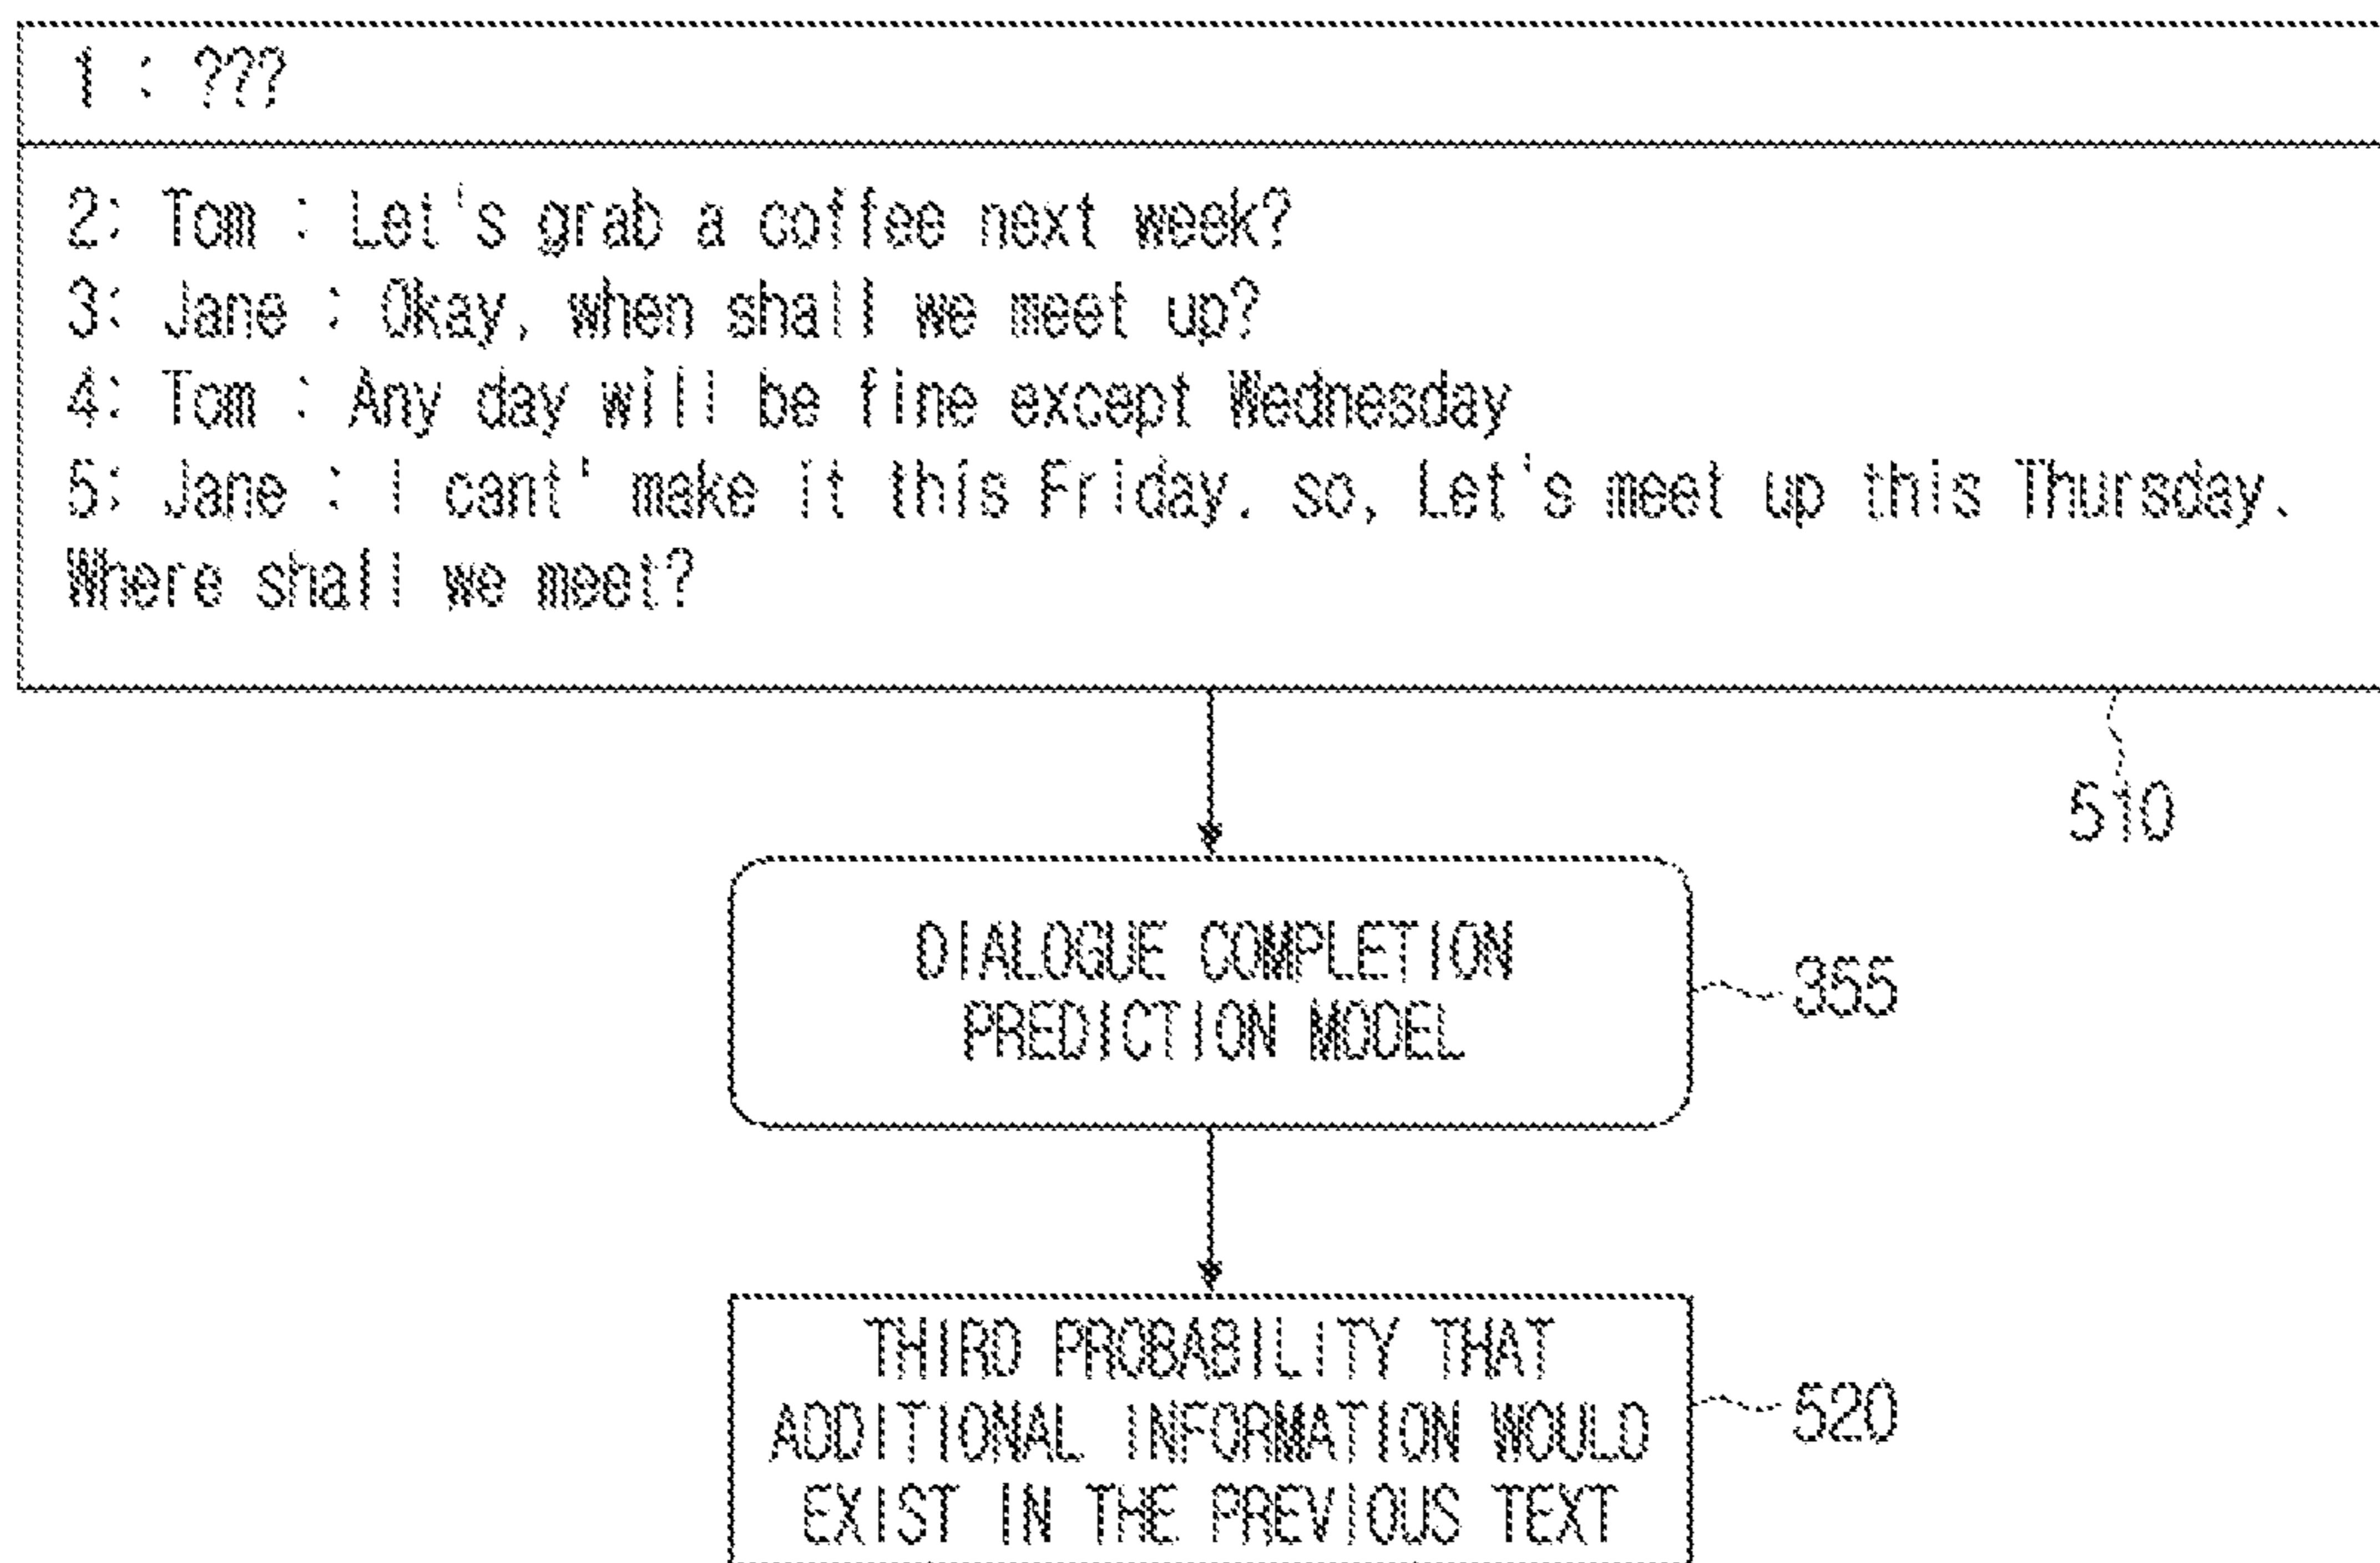 1 : ???
2: Tom : Let's grab a coffee next week?
3: Jane : Okay, when shall we meet up?
4: Tom : Any day will be fine except Wednesday
5: Jane : I cant' make it this Friday. so, Let's meet up this Thursday.
Where shall we meet?
510
DIALOGUE COMPLETION
PREDICTION MODEL
355
THIRD PROBABILITY THAT
ADDITIONAL INFORMATION WOULD
EXIST IN THE PREVIOUS TEXT
520